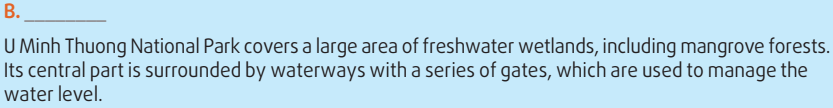 B. ________
U Minh Thuong National Park covers a large area of freshwater wetlands, including mangrove forests.
Its central part is surrounded by waterways with a series of gates, which are used to manage the
water level.